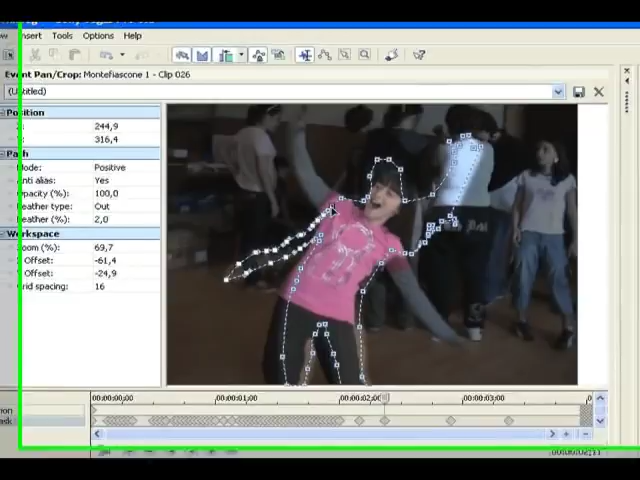 Insert Tools Options Help
Event Pan/Crop: Montefiascone 1 - Clip 026
(Untitled)
Position
244,9
316,4
Path
Mode: Positive
Anti alias: Yes
Opacity (%): 100,0
Feather type: Out
Feather (%): 2,0
Workspace
Zoom (%): 69,7
X Offset: -61,4
Y Offset: -24,9
Grid spacing: 16
00:00:00;00 00:00:01;00 00:00:02;00 00:00:03;00